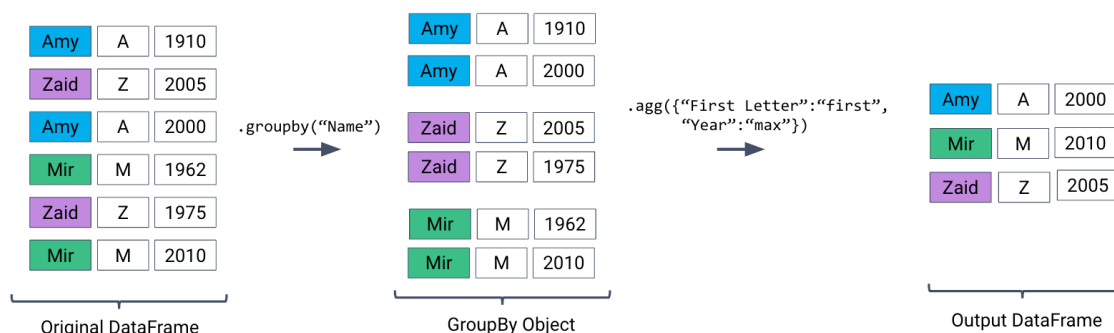 Amy A 1910
Zaid Z 2005
Amy A 2000
Mir M 1962
Zaid Z 1975
Mir M 2010
Original DataFrame
.groupby(“Name”)
Amy A 1910
Amy A 2000
Zaid Z 2005
Zaid Z 1975
Mir M 1962
Mir M 2010
GroupBy Object
.agg({“First Letter”:“first”,
“Year”:“max”})
Amy A 2000
Mir M 2010
Zaid Z 2005
Output DataFrame